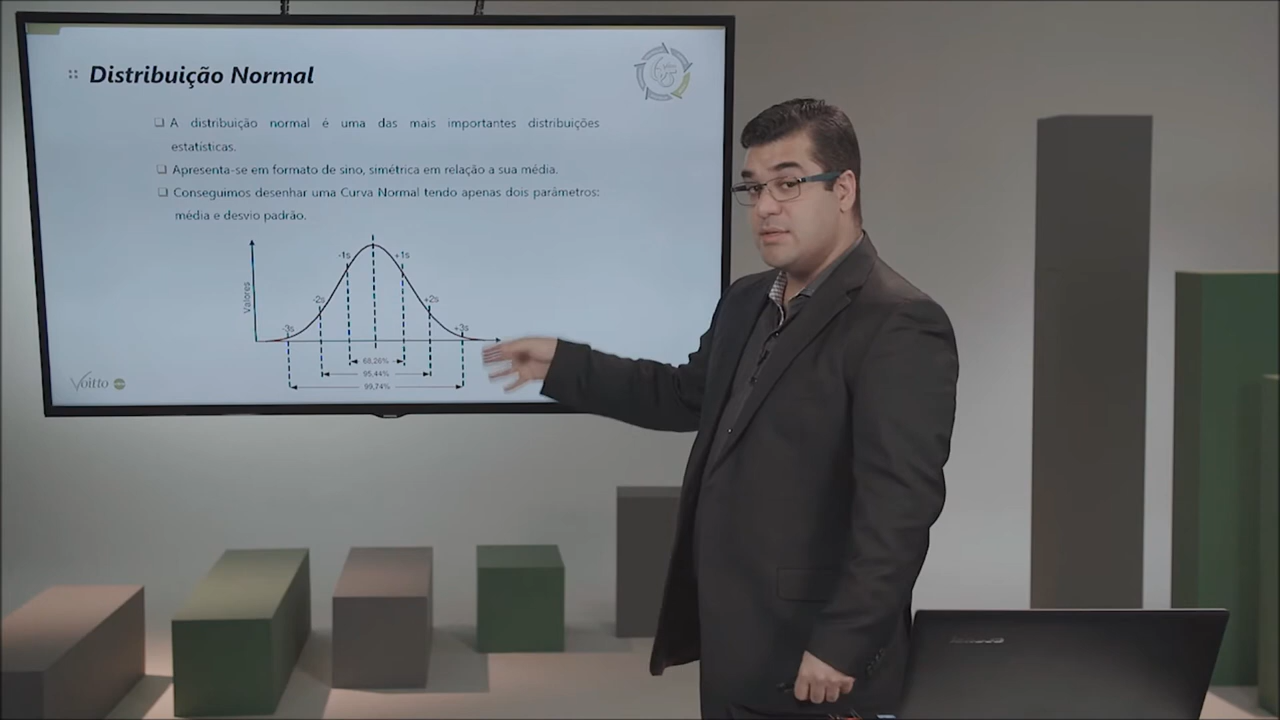 Distribuição Normal
❑ A distribuição normal é uma das mais importantes distribuições
estatísticas.
❑ Apresenta-se em formato de sino, simétrica em relação a sua média.
❑ Conseguimos desenhar uma Curva Normal tendo apenas dois parâmetros:
média e desvio padrão.
-1s +1s
Valores
-2s +2s
-3s +3s
68,26%
95,44%
99,74%
Voitto
lenovo